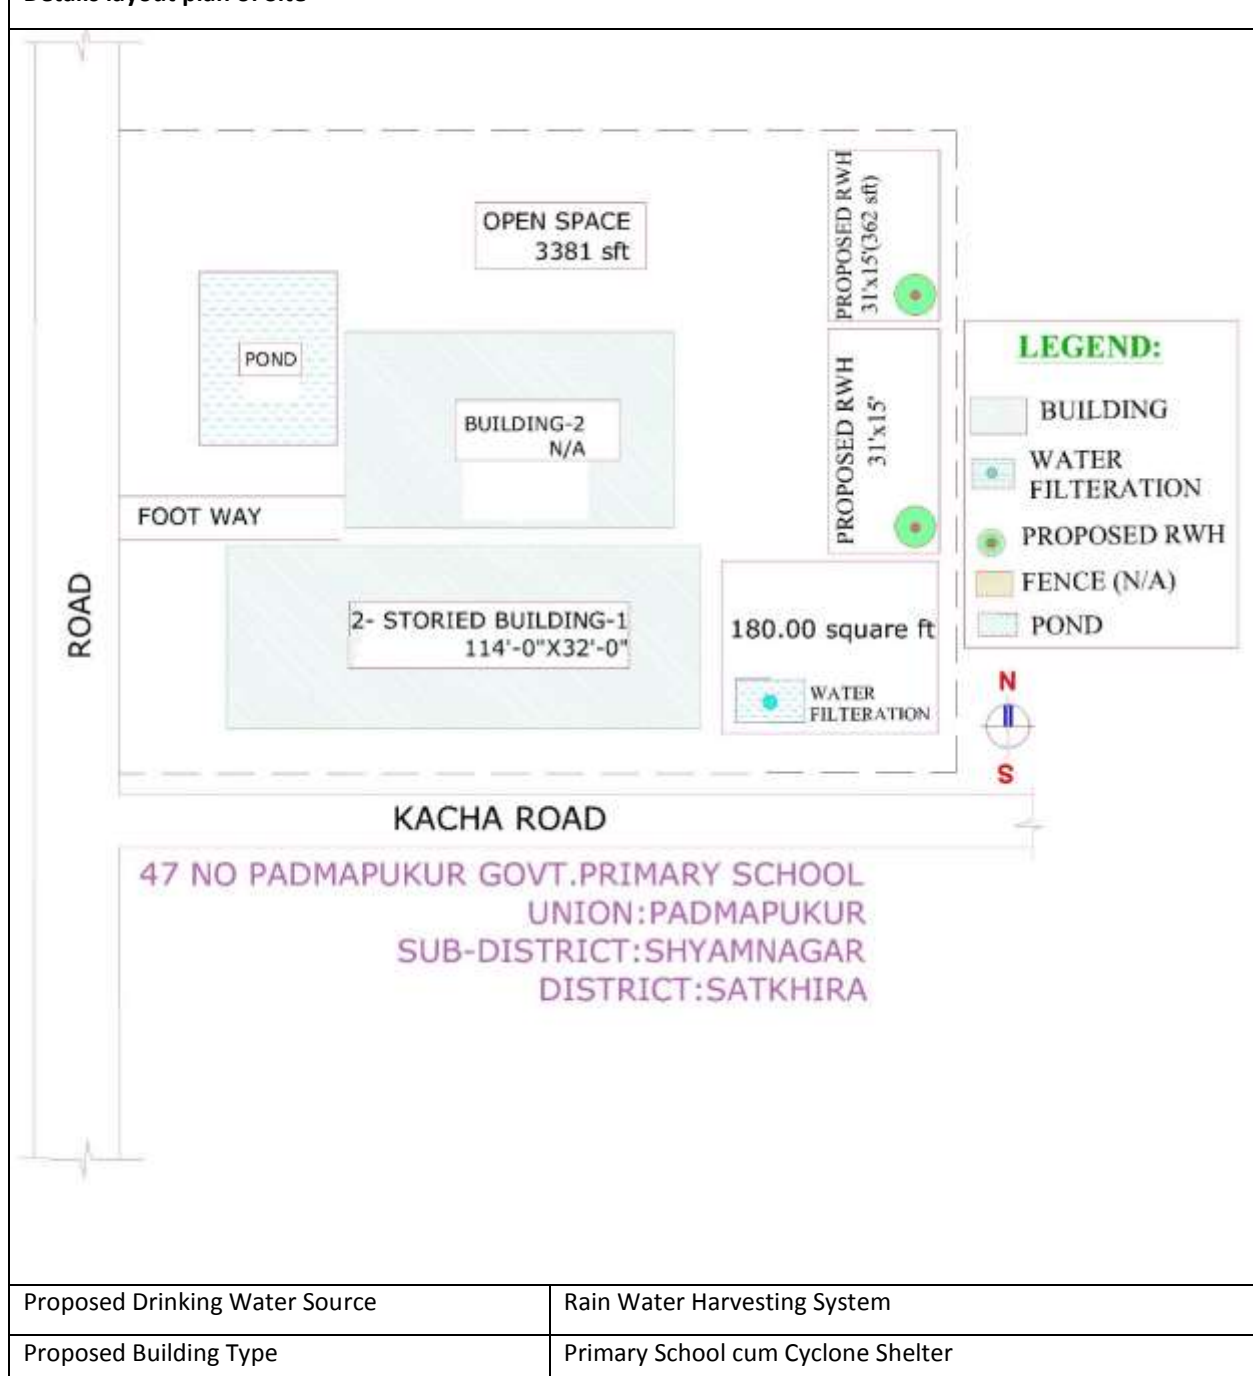 Details layout plan of site
OPEN SPACE
3381 sft
PROPOSED RWH
31'x15'(362 sft)
POND
BUILDING-2
N/A
PROPOSED RWH
31'x15'
FOOT WAY
ROAD
2- STORIED BUILDING-1
114'-0"X32'-0"
180.00 square ft
WATER
FILTERATION
LEGEND:
BUILDING
WATER
FILTERATION
PROPOSED RWH
FENCE (N/A)
POND
N
S
KACHA ROAD
47 NO PADMAPUKUR GOVT.PRIMARY SCHOOL
UNION:PADMAPUKUR
SUB-DISTRICT:SHYAMNAGAR
DISTRICT:SATKHIRA
Proposed Drinking Water Source
Rain Water Harvesting System
Proposed Building Type
Primary School cum Cyclone Shelter